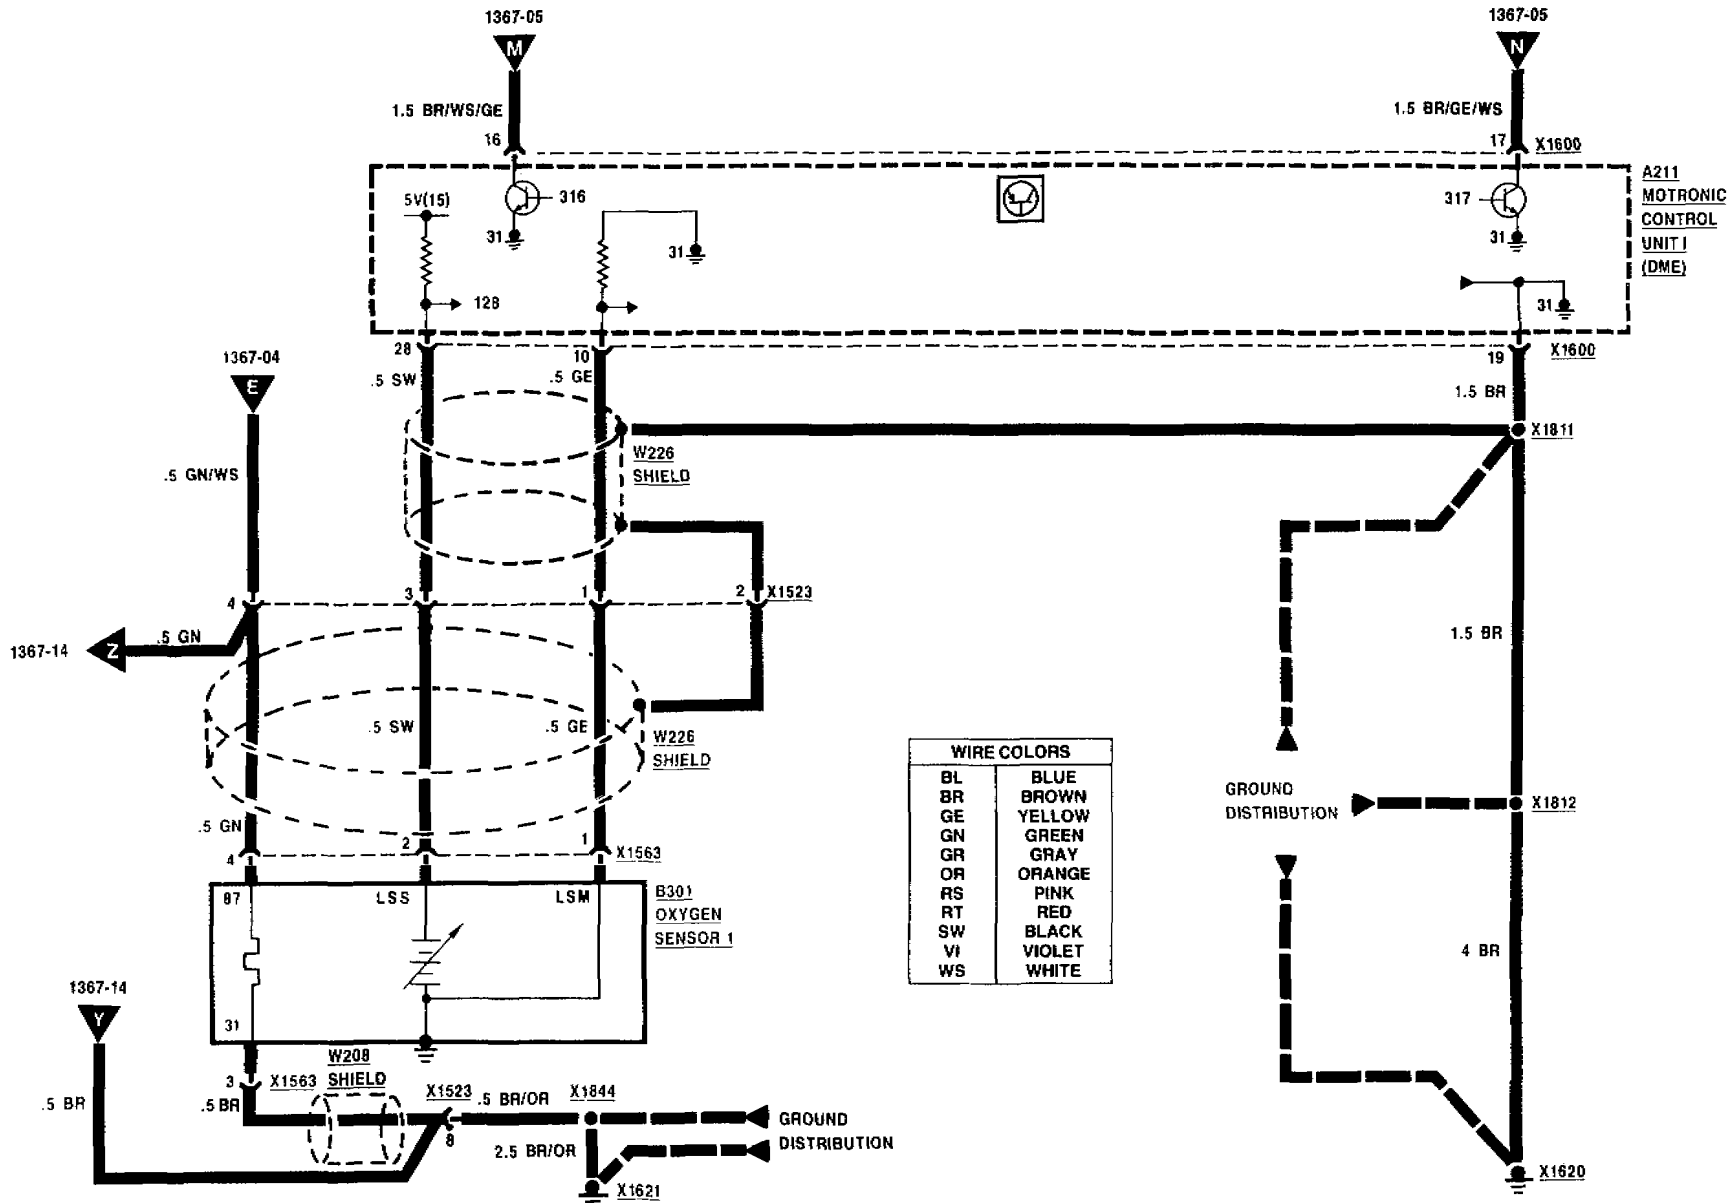 1367-05
1367-05
M
N
1.5 BR/WS/GE
1.5 BR/GE/WS
16
17
X1600
A211
MOTRONIC
CONTROL
UNIT I
(DME)
5V(15)
316
317
31
31
31
31
128
28
10
19
X1600
1367-04
.5 SW
.5 GE
1.5 BR
E
X1811
W226
SHIELD
.5 GN/WS
4
3
1
2
X1523
1367-14
Z
.5 GN
1.5 BR
.5 SW
.5 GE
W226
SHIELD
WIRE COLORS
BL BLUE
BR BROWN
GE YELLOW
GN GREEN
GR GRAY
OR ORANGE
RS PINK
RT RED
SW BLACK
VI VIOLET
WS WHITE
GROUND
DISTRIBUTION
X1812
.5 GN
4
2
1
X1563
87
LSS
LSM
B301
OXYGEN
SENSOR 1
4 BR
1367-14
Y
31
W208
SHIELD
3
X1563
X1523
.5 BR
.5 BR
.5 BR/OR
X1844
8
GROUND
DISTRIBUTION
2.5 BR/OR
X1621
X1620